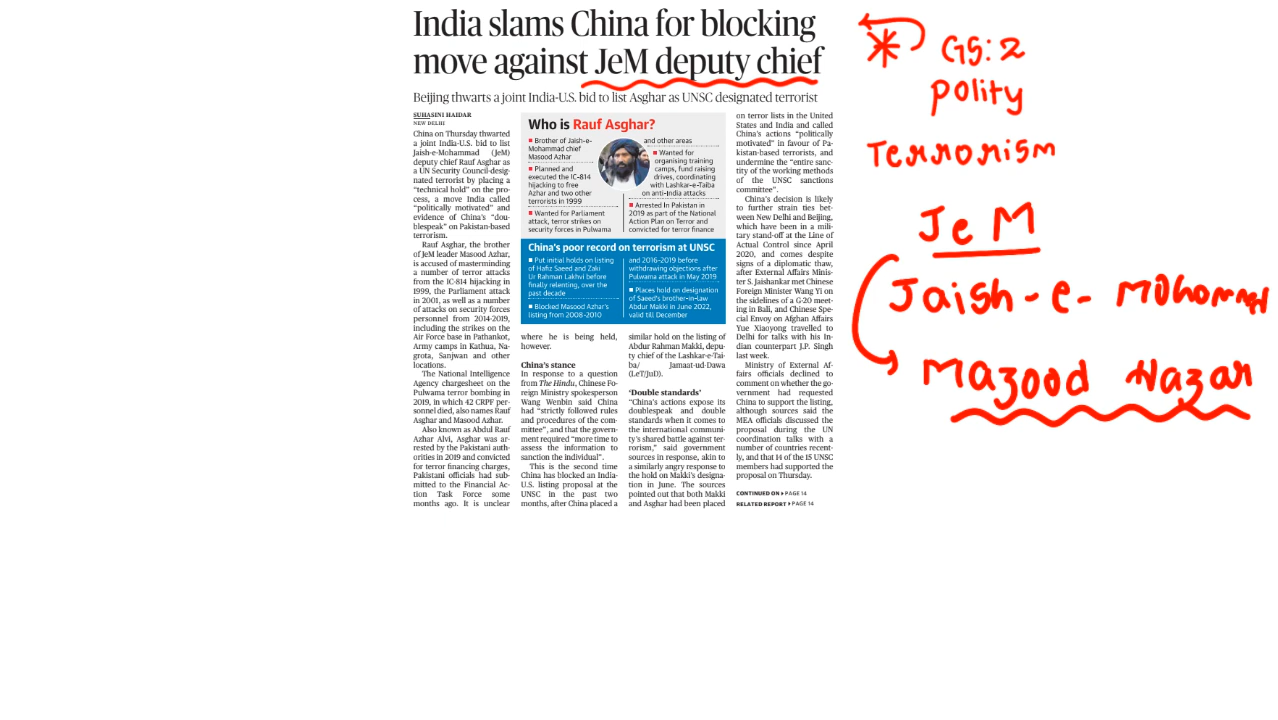 India slams China for blocking
move against JeM deputy chief
Beijing thwarts a joint India-U.S. bid to list Asghar as UNSC designated terrorist
SUHASINI HAIDAR
NEW DELHI
China on Thursday thwarted
a joint India-U.S. bid to list
Jaish-e-Mohammad (JeM)
deputy chief Rauf Asghar as
a UN Security Council-desig-
nated terrorist by placing a
“technical hold” on the pro-
cess, a move India called
“politically motivated” and
evidence of China’s “dou-
blespeak” on Pakistan-based
terrorism.
Rauf Asghar, the brother
of JeM leader Masood Azhar,
is accused of masterminding
a number of terror attacks
from the IC-814 hijacking in
1999, the Parliament attack
in 2001, as well as a number
of attacks on security forces
personnel from 2014-2019,
including the strikes on the
Air Force base in Pathankot,
Army camps in Kathua, Na-
grota, Sanjwan and other
locations.
The National Intelligence
Agency chargesheet on the
Pulwama terror bombing in
2019, in which 42 CRPF per-
sonnel died, also names Rauf
Asghar and Masood Azhar.
Also known as Abdul Rauf
Azhar Alvi, Asghar was ar-
rested by the Pakistani auth-
orities in 2019 and convicted
for terror financing charges,
Pakistani officials had sub-
mitted to the Financial Ac-
tion Task Force some
months ago. It is unclear
Who is Rauf Asghar?
Brother of Jaish-e-
Mohammad chief
Masood Azhar
Planned and
executed the IC-814
hijacking to free
Azhar and two other
terrorists in 1999
Wanted for Parliament
attack, terror strikes on
security forces in Pulwama
and other areas
Wanted for
organising training
camps, fund raising
drives, coordinating
with Lashkar-e-Taiba
on anti-India attacks
Arrested In Pakistan in
2019 as part of the National
Action Plan on Terror and
convicted for terror finance
China’s poor record on terrorism at UNSC
Put initial holds on listing
of Hafiz Saeed and Zaki
Ur Rahman Lakhvi before
finally relenting, over the
past decade
Blocked Masood Azhar’s
listing from 2008-2010
and 2016-2019 before
withdrawing objections after
Pulwama attack in May 2019
Places hold on designation
of Saeed’s brother-in-law
Abdur Makki in June 2022,
valid till December
where he is being held,
however.
China’s stance
In response to a question
from The Hindu, Chinese Fo-
reign Ministry spokesperson
Wang Wenbin said China
had “strictly followed rules
and procedures of the com-
mittee”, and that the govern-
ment required “more time to
assess the information to
sanction the individual”.
This is the second time
China has blocked an India-
U.S. listing proposal at the
UNSC in the past two
months, after China placed a
similar hold on the listing of
Abdur Rahman Makki, depu-
ty chief of the Lashkar-e-Tai-
ba/ Jamaat-ud-Dawa
(LeT/JuD).
‘Double standards’
“China’s actions expose its
doublespeak and double
standards when it comes to
the international communi-
ty’s shared battle against ter-
rorism,” said government
sources in response, akin to
a similarly angry response to
the hold on Makki’s designa-
tion in June. The sources
pointed out that both Makki
and Asghar had been placed
on terror lists in the United
States and India and called
China’s actions “politically
motivated” in favour of Pa-
kistan-based terrorists, and
undermine the “entire sanc-
tity of the working methods
of the UNSC sanctions
committee”.
China’s decision is likely
to further strain ties bet-
ween New Delhi and Beijing,
which have been in a mili-
tary stand-off at the Line of
Actual Control since April
2020, and comes despite
signs of a diplomatic thaw,
after External Affairs Minis-
ter S. Jaishankar met Chinese
Foreign Minister Wang Yi on
the sidelines of a G-20 meet-
ing in Bali, and Chinese Spe-
cial Envoy on Afghan Affairs
Yue Xiaoyong travelled to
Delhi for talks with his In-
dian counterpart J.P. Singh
last week.
Ministry of External Af-
fairs officials declined to
comment on whether the go-
vernment had requested
China to support the listing,
although sources said the
MEA officials discussed the
proposal during the UN
coordination talks with a
number of countries recent-
ly, and that 14 of the 15 UNSC
members had supported the
proposal on Thursday.
CONTINUED ON PAGE 14
RELATED REPORT PAGE 14
GS: 2
polity
Terrorism
JeM
Jaish-e-
Mazood Hazar